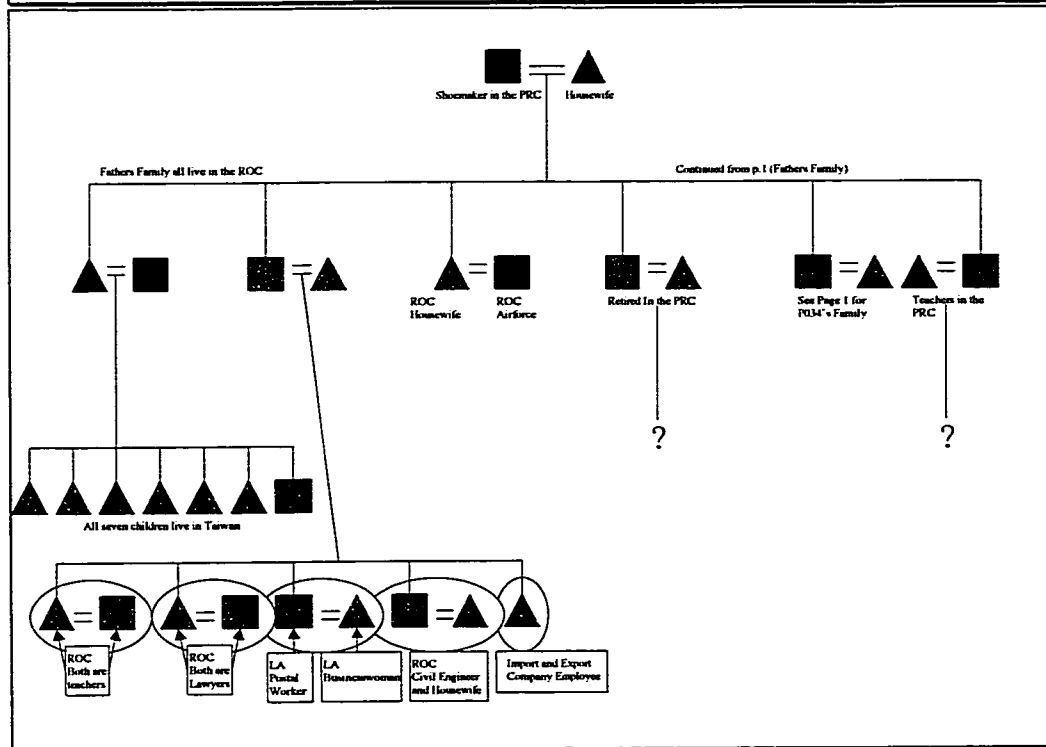 Shoemaker in the PRC
Housewife
Fathers Family all live in the ROC
Continued from p.1 (Fathers Family)
ROC
Housewife
ROC
Airforce
Retired In the PRC
See Page 1 for
P034's Family
Teachers in the
PRC
?
?
All seven children live in Taiwan
ROC
Both are
teachers
ROC
Both are
Lawyers
LA
Postal
Worker
LA
Businesswoman
ROC
Civil Engineer
and Housewife
Import and Export
Company Employee